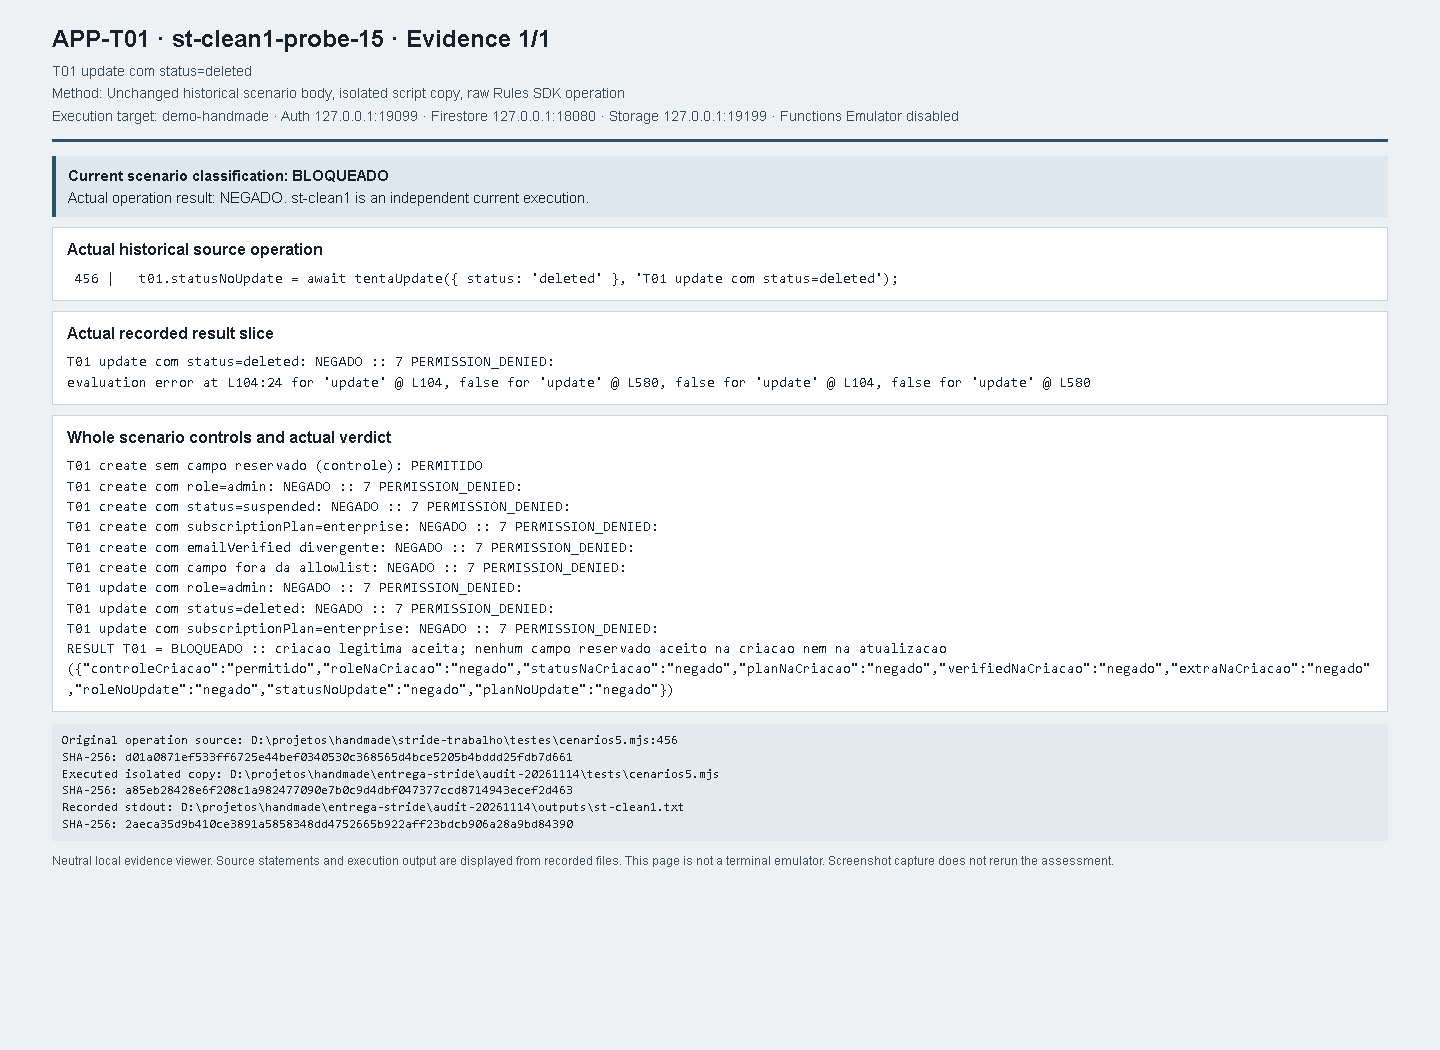 APP-T01 · st-clean1-probe-15 · Evidence 1/1
T01 update com status=deleted
Method: Unchanged historical scenario body, isolated script copy, raw Rules SDK operation
Execution target: demo-handmade · Auth 127.0.0.1:19099 · Firestore 127.0.0.1:18080 · Storage 127.0.0.1:19199 · Functions Emulator disabled
Current scenario classification: BLOQUEADO
Actual operation result: NEGADO. st-clean1 is an independent current execution.
Actual historical source operation
456 |   t01.statusNoUpdate = await tentaUpdate({ status: 'deleted' }, 'T01 update com status=deleted');
Actual recorded result slice
T01 update com status=deleted: NEGADO :: 7 PERMISSION_DENIED:
evaluation error at L104:24 for 'update' @ L104, false for 'update' @ L580, false for 'update' @ L104, false for 'update' @ L580
Whole scenario controls and actual verdict
T01 create sem campo reservado (controle): PERMITIDO
T01 create com role=admin: NEGADO :: 7 PERMISSION_DENIED:
T01 create com status=suspended: NEGADO :: 7 PERMISSION_DENIED:
T01 create com subscriptionPlan=enterprise: NEGADO :: 7 PERMISSION_DENIED:
T01 create com emailVerified divergente: NEGADO :: 7 PERMISSION_DENIED:
T01 create com campo fora da allowlist: NEGADO :: 7 PERMISSION_DENIED:
T01 update com role=admin: NEGADO :: 7 PERMISSION_DENIED:
T01 update com status=deleted: NEGADO :: 7 PERMISSION_DENIED:
T01 update com subscriptionPlan=enterprise: NEGADO :: 7 PERMISSION_DENIED:
RESULT T01 = BLOQUEADO :: criacao legitima aceita; nenhum campo reservado aceito na criacao nem na atualizacao
({"controleCriacao":"permitido","roleNaCriacao":"negado","statusNaCriacao":"negado","planNaCriacao":"negado","verifiedNaCriacao":"negado","extraNaCriacao":"negado"
,"roleNoUpdate":"negado","statusNoUpdate":"negado","planNoUpdate":"negado"})
Original operation source: D:\projetos\handmade\stride-trabalho\testes\cenarios5.mjs:456
SHA-256: d01a0871ef533ff6725e44bef0340530c368565d4bce5205b4bddd25fdb7d661
Executed isolated copy: D:\projetos\handmade\entrega-stride\audit-20261114\tests\cenarios5.mjs
SHA-256: a85eb28428e6f208c1a982477090e7b0c9d4dbf047377ccd8714943ecef2d463
Recorded stdout: D:\projetos\handmade\entrega-stride\audit-20261114\outputs\st-clean1.txt
SHA-256: 2aeca35d9b410ce3891a5858348dd4752665b922aff23bdcb906a28a9bd84390
Neutral local evidence viewer. Source statements and execution output are displayed from recorded files. This page is not a terminal emulator. Screenshot capture does not rerun the assessment.